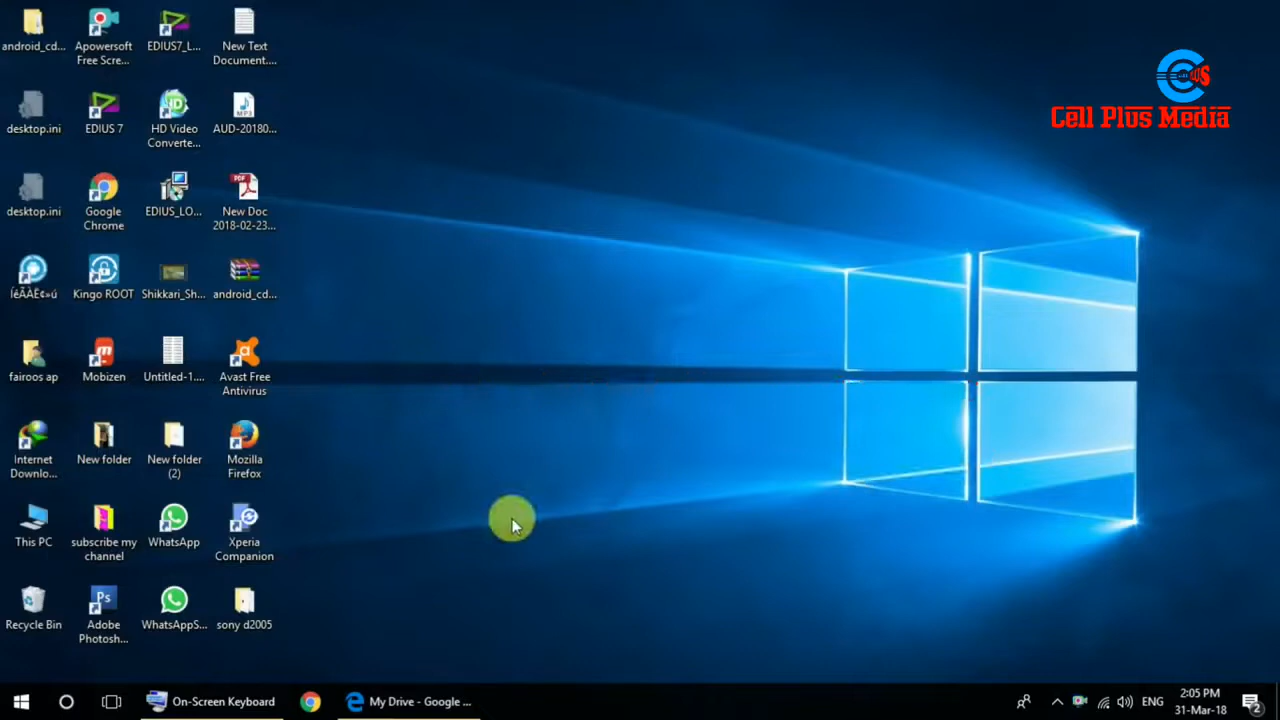 Cell Plus Media
android_cd...
Apowersoft
Free Scre...
EDIUS7_L...
New Text
Document....
desktop.ini
EDIUS 7
HD Video
Converte...
AUD-20180...
desktop.ini
Google
Chrome
EDIUS_LO...
New Doc
2018-02-23...
ÍêÃÀË¢»ú
Kingo ROOT
Shikkari_Sh...
android_cd...
fairoos ap
Mobizen
Untitled-1....
Avast Free
Antivirus
Internet
Downlo...
New folder
New folder
(2)
Mozilla
Firefox
This PC
subscribe my
channel
WhatsApp
Xperia
Companion
Recycle Bin
Adobe
Photosh...
WhatsAppS...
sony d2005
On-Screen Keyboard
My Drive - Google ...
ENG
2:05 PM
31-Mar-18
2